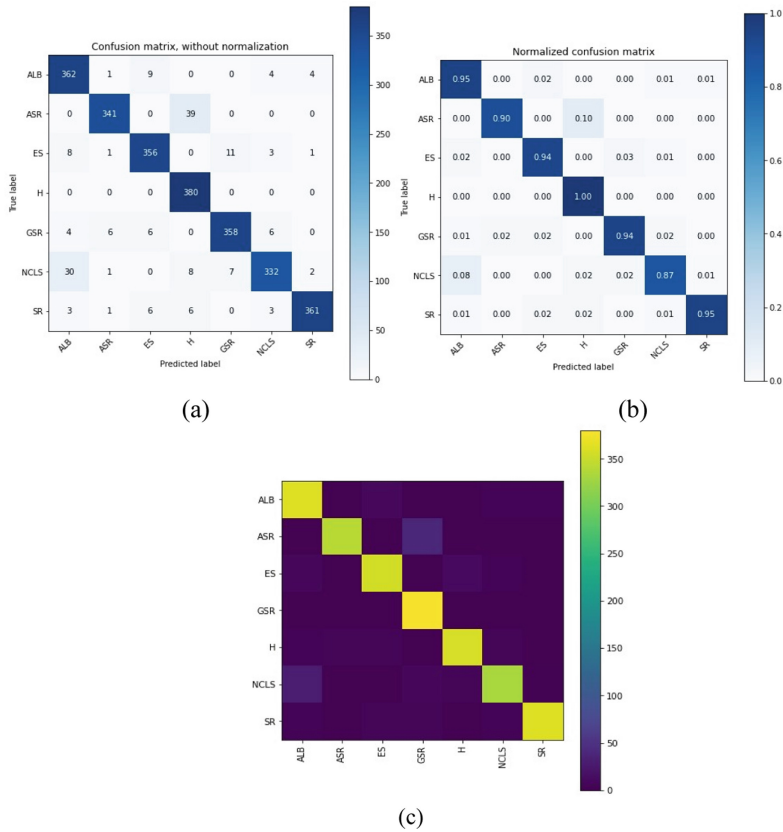 Confusion matrix, without normalization
ALB 362 1 9 0 0 4 4
ASR 0 341 0 39 0 0 0
ES 8 1 356 0 11 3 1
H 0 0 0 380 0 0 0
GSR 4 6 6 0 358 6 0
NCLS 30 1 0 8 7 332 2
SR 3 1 6 6 0 3 361
True label
ALB ASR ES H GSR NCLS SR
Predicted label
350
300
250
200
150
100
50
0
(a)
Normalized confusion matrix
ALB 0.95 0.00 0.02 0.00 0.00 0.01 0.01
ASR 0.00 0.90 0.00 0.10 0.00 0.00 0.00
ES 0.02 0.00 0.94 0.00 0.03 0.01 0.00
H 0.00 0.00 0.00 1.00 0.00 0.00 0.00
GSR 0.01 0.02 0.02 0.00 0.94 0.02 0.00
NCLS 0.08 0.00 0.00 0.02 0.02 0.87 0.01
SR 0.01 0.00 0.02 0.02 0.00 0.01 0.95
True label
ALB ASR ES H GSR NCLS SR
Predicted label
1.0
0.8
0.6
0.4
0.2
0.0
(b)
ALB
ASR
ES
GSR
H
NCLS
SR
ALB ASR ES GSR H NCLS SR
350
300
250
200
150
100
50
0
(c)